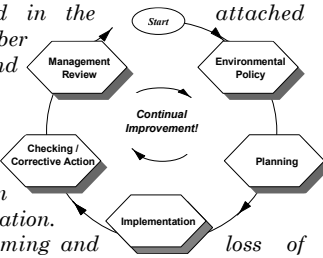 d in the
attached
ber
nd
Start
Management
Review
Environmental
Policy
Continual
Improvement!
Checking /
Corrective Action
Planning
Implementation
n
ation.
ming and
loss of